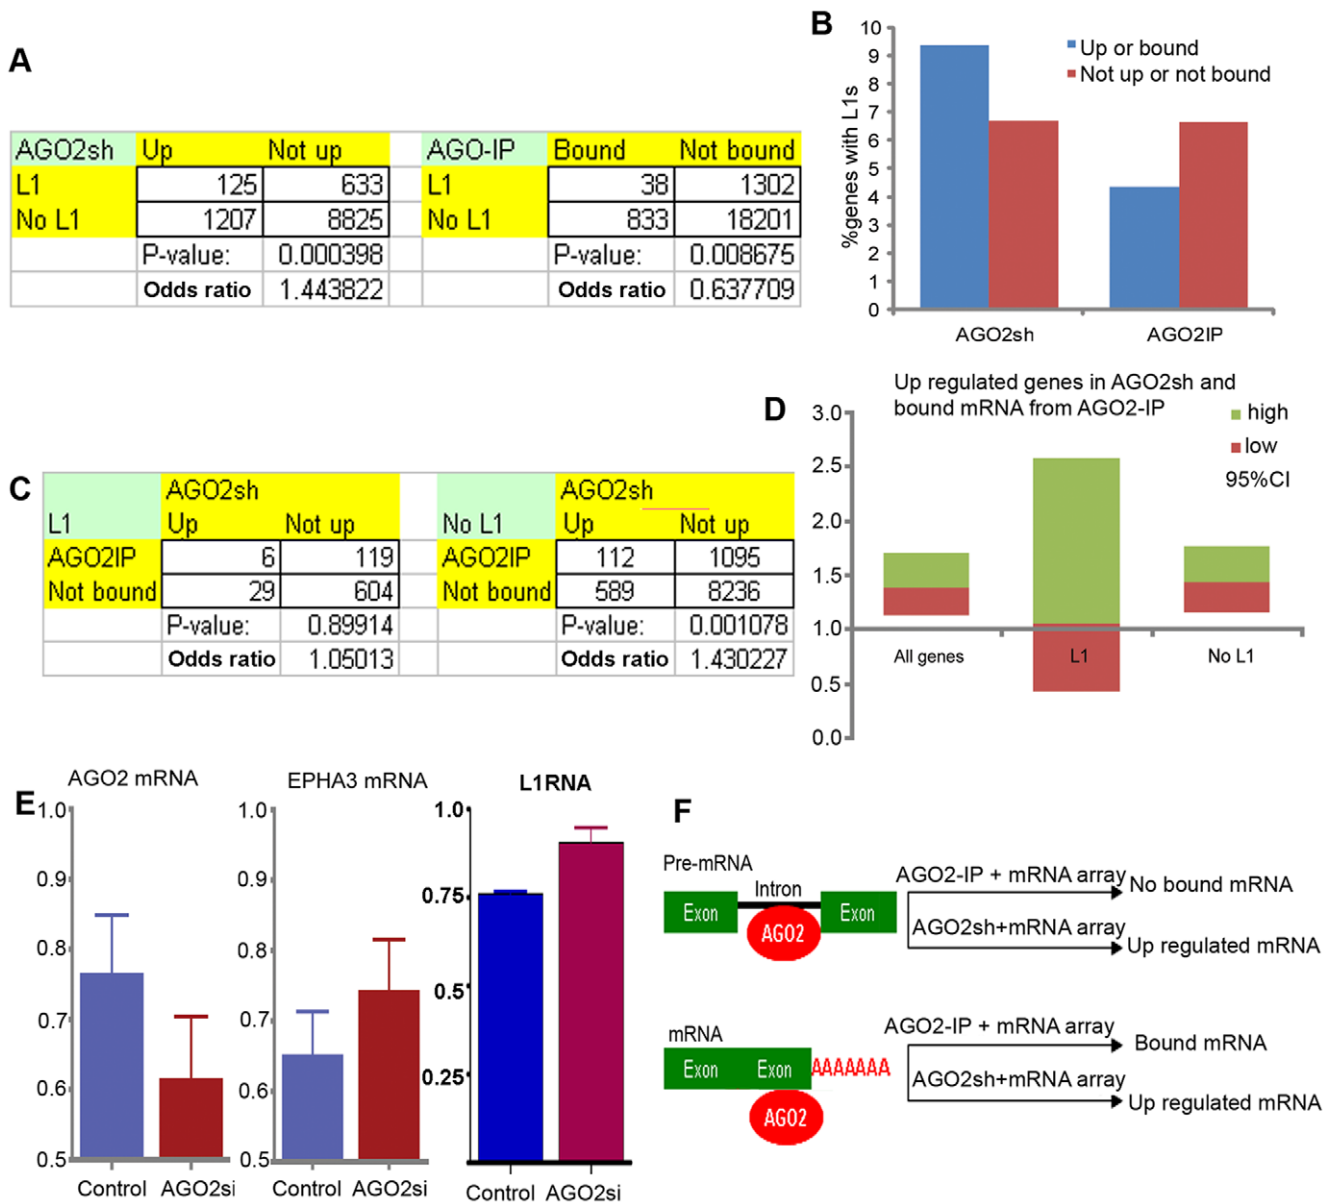 A
AGO2sh Up Not up AGO-IP Bound Not bound
L1 125 633 L1 38 1302
No L1 1207 8825 No L1 833 18201
P-value: 0.000398 P-value: 0.008675
Odds ratio 1.443822 Odds ratio 0.637709
B
10
9
8
7
6
5
4
3
2
1
0
%genes with L1s
Up or bound
Not up or not bound
AGO2sh AGO2IP
C
AGO2sh AGO2sh
L1 Up Not up No L1 Up Not up
AGO2IP 6 119 AGO2IP 112 1095
Not bound 29 604 Not bound 589 8236
P-value: 0.89914 P-value: 0.001078
Odds ratio 1.05013 Odds ratio 1.430227
D
Up regulated genes in AGO2sh and
bound mRNA from AGO2-IP
high
low
95%CI
3.0
2.5
2.0
1.5
1.0
0.5
0.0
All genes L1 No L1
E
AGO2 mRNA
1.0
0.9
0.8
0.7
0.6
0.5
Control AGO2si
EPHA3 mRNA
1.0
0.9
0.8
0.7
0.6
0.5
Control AGO2si
L1RNA
1.0
0.75
0.5
0.25
Control AGO2si
F
Pre-mRNA
Exon Intron Exon
AGO2
AGO2-IP + mRNA array No bound mRNA
AGO2sh+mRNA array Up regulated mRNA
mRNA
Exon Exon AAAAAAA
AGO2
AGO2-IP + mRNA array Bound mRNA
AGO2sh+mRNA array Up regulated mRNA